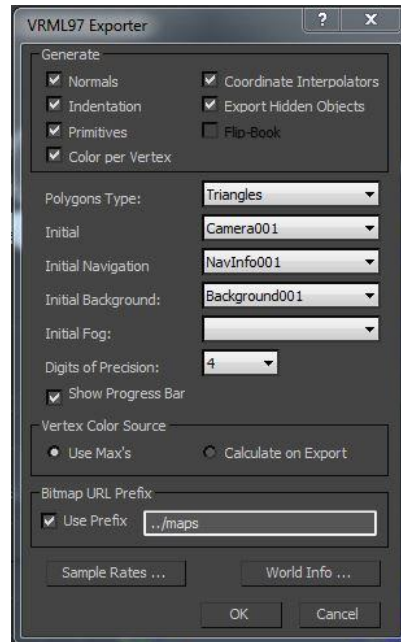 VRML97 Exporter
? X
Generate
Normals Coordinate Interpolators
Indentation Export Hidden Objects
Primitives Flip-Book
Color per Vertex
Polygons Type: Triangles
Initial Camera001
Initial Navigation NavInfo001
Initial Background: Background001
Initial Fog:
Digits of Precision: 4
Show Progress Bar
Vertex Color Source
Use Max's Calculate on Export
Bitmap URL Prefix
Use Prefix ../maps
Sample Rates ... World Info ...
OK Cancel